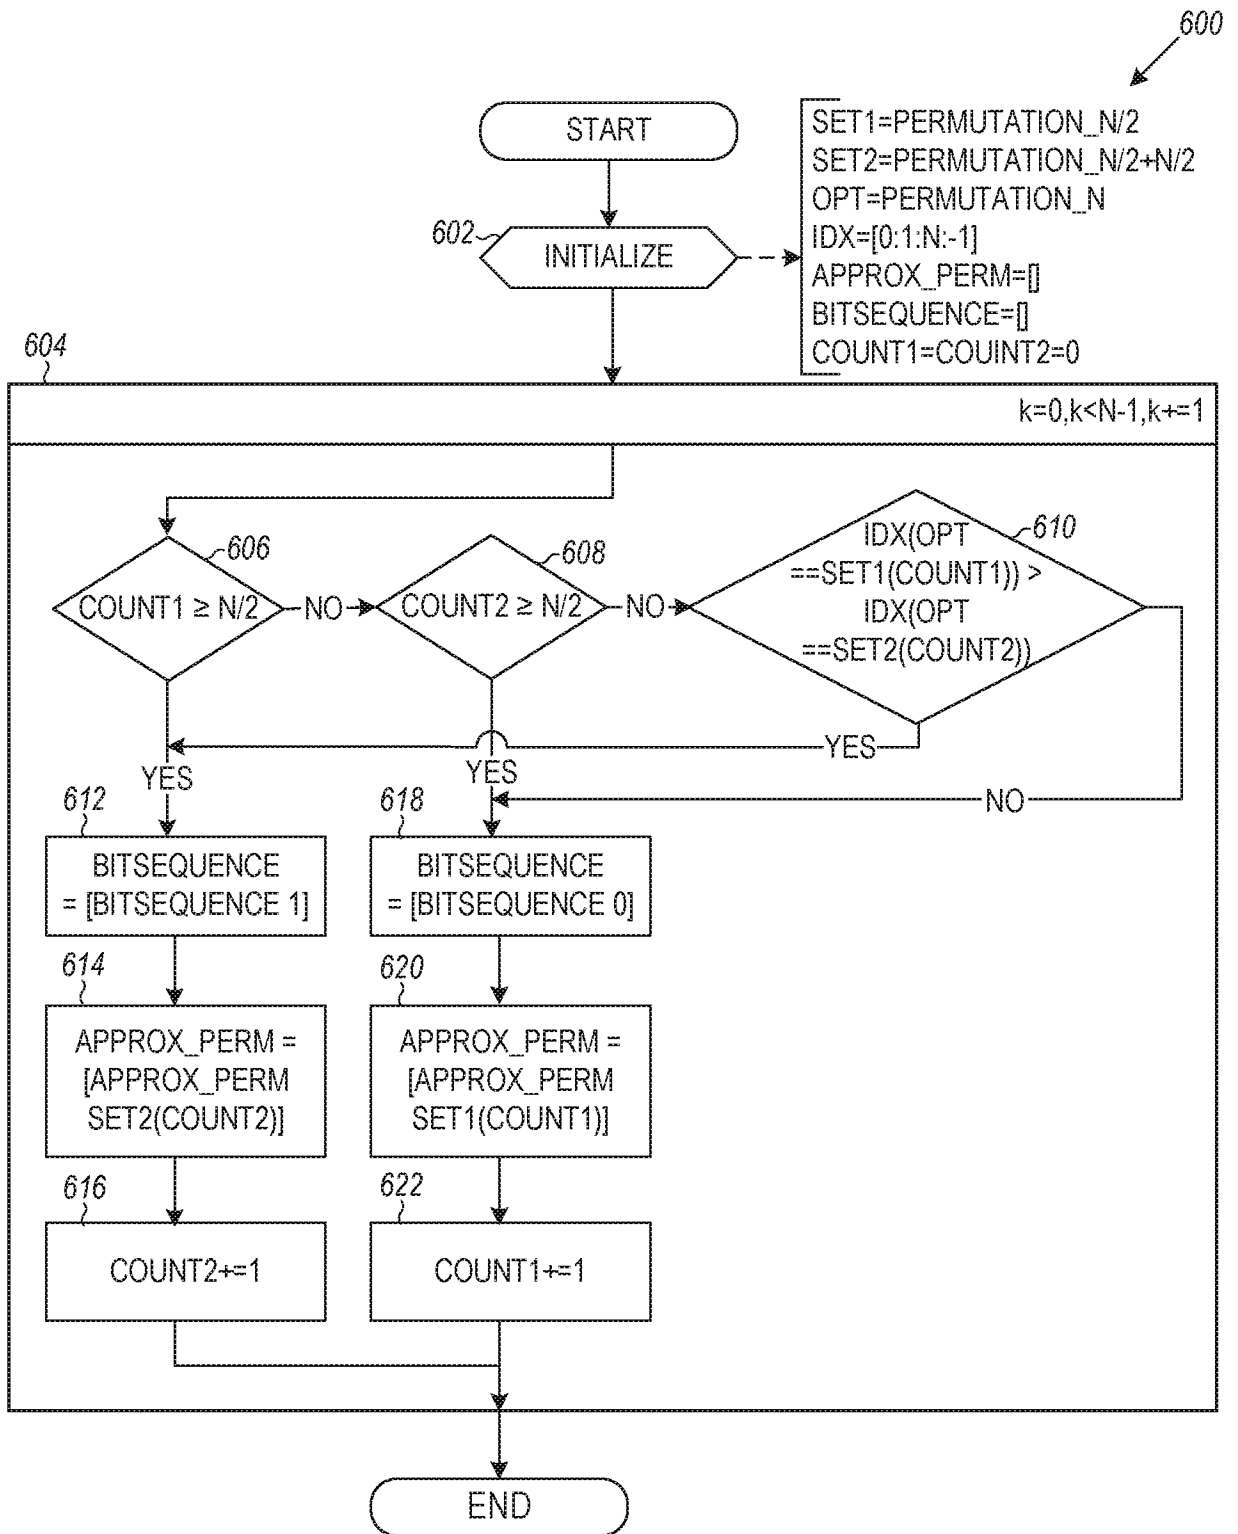 600
START
SET1=PERMUTATION_N/2
SET2=PERMUTATION_N/2+N/2
OPT=PERMUTATION_N
IDX=[0:1:N:-1]
APPROX_PERM=[]
BITSEQUENCE=[]
COUNT1=COUINT2=0
602
INITIALIZE
604
k=0,k<N-1,k+=1
606
COUNT1 ≥ N/2
NO
608
COUNT2 ≥ N/2
NO
610
IDX(OPT
==SET1(COUNT1)) >
IDX(OPT
==SET2(COUNT2))
YES
YES
YES
NO
612
BITSEQUENCE
= [BITSEQUENCE 1]
618
BITSEQUENCE
= [BITSEQUENCE 0]
614
APPROX_PERM =
[APPROX_PERM
SET2(COUNT2)]
620
APPROX_PERM =
[APPROX_PERM
SET1(COUNT1)]
616
COUNT2+=1
622
COUNT1+=1
END